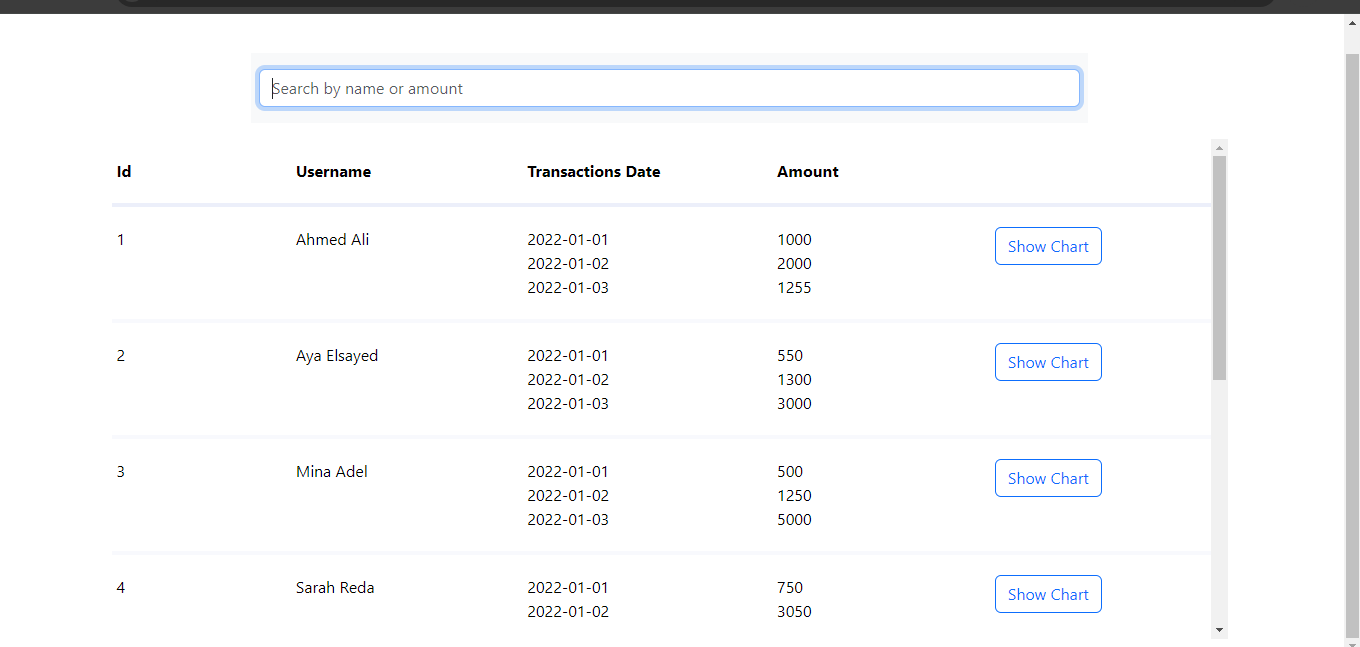 Search by name or amount
Id Username Transactions Date Amount
1 Ahmed Ali 2022-01-01 1000 Show Chart
2022-01-02 2000
2022-01-03 1255
2 Aya Elsayed 2022-01-01 550 Show Chart
2022-01-02 1300
2022-01-03 3000
3 Mina Adel 2022-01-01 500 Show Chart
2022-01-02 1250
2022-01-03 5000
4 Sarah Reda 2022-01-01 750 Show Chart
2022-01-02 3050